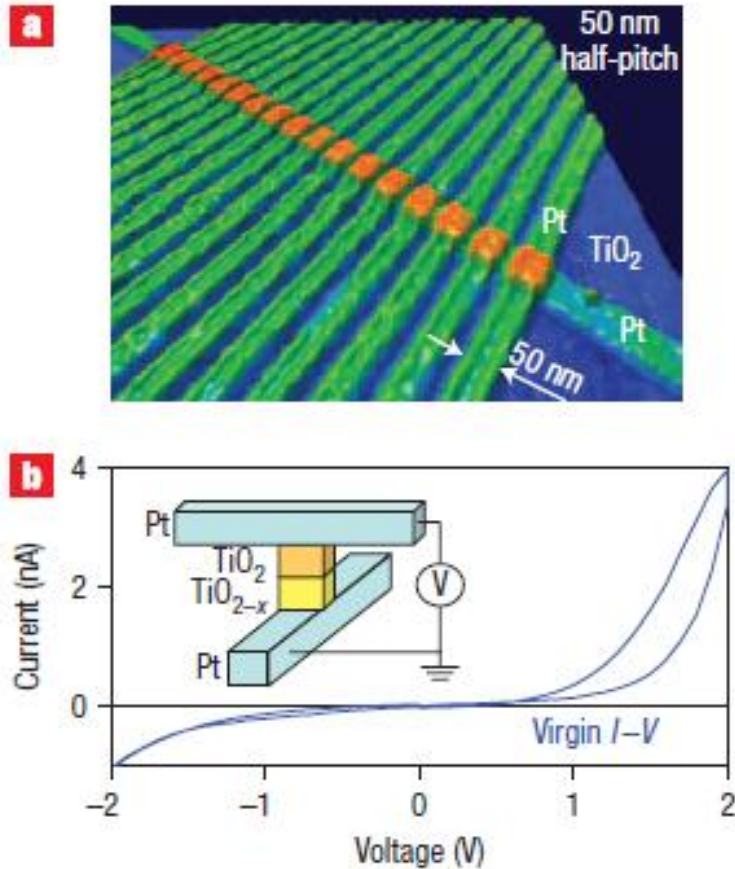 a
50 nm
half-pitch
Pt
TiO₂
Pt
50 nm
b
Current (nA)
4
2
0
Pt
TiO₂
TiO₂₋ₓ
Pt
V
Virgin I–V
–2
–1
0
1
2
Voltage (V)